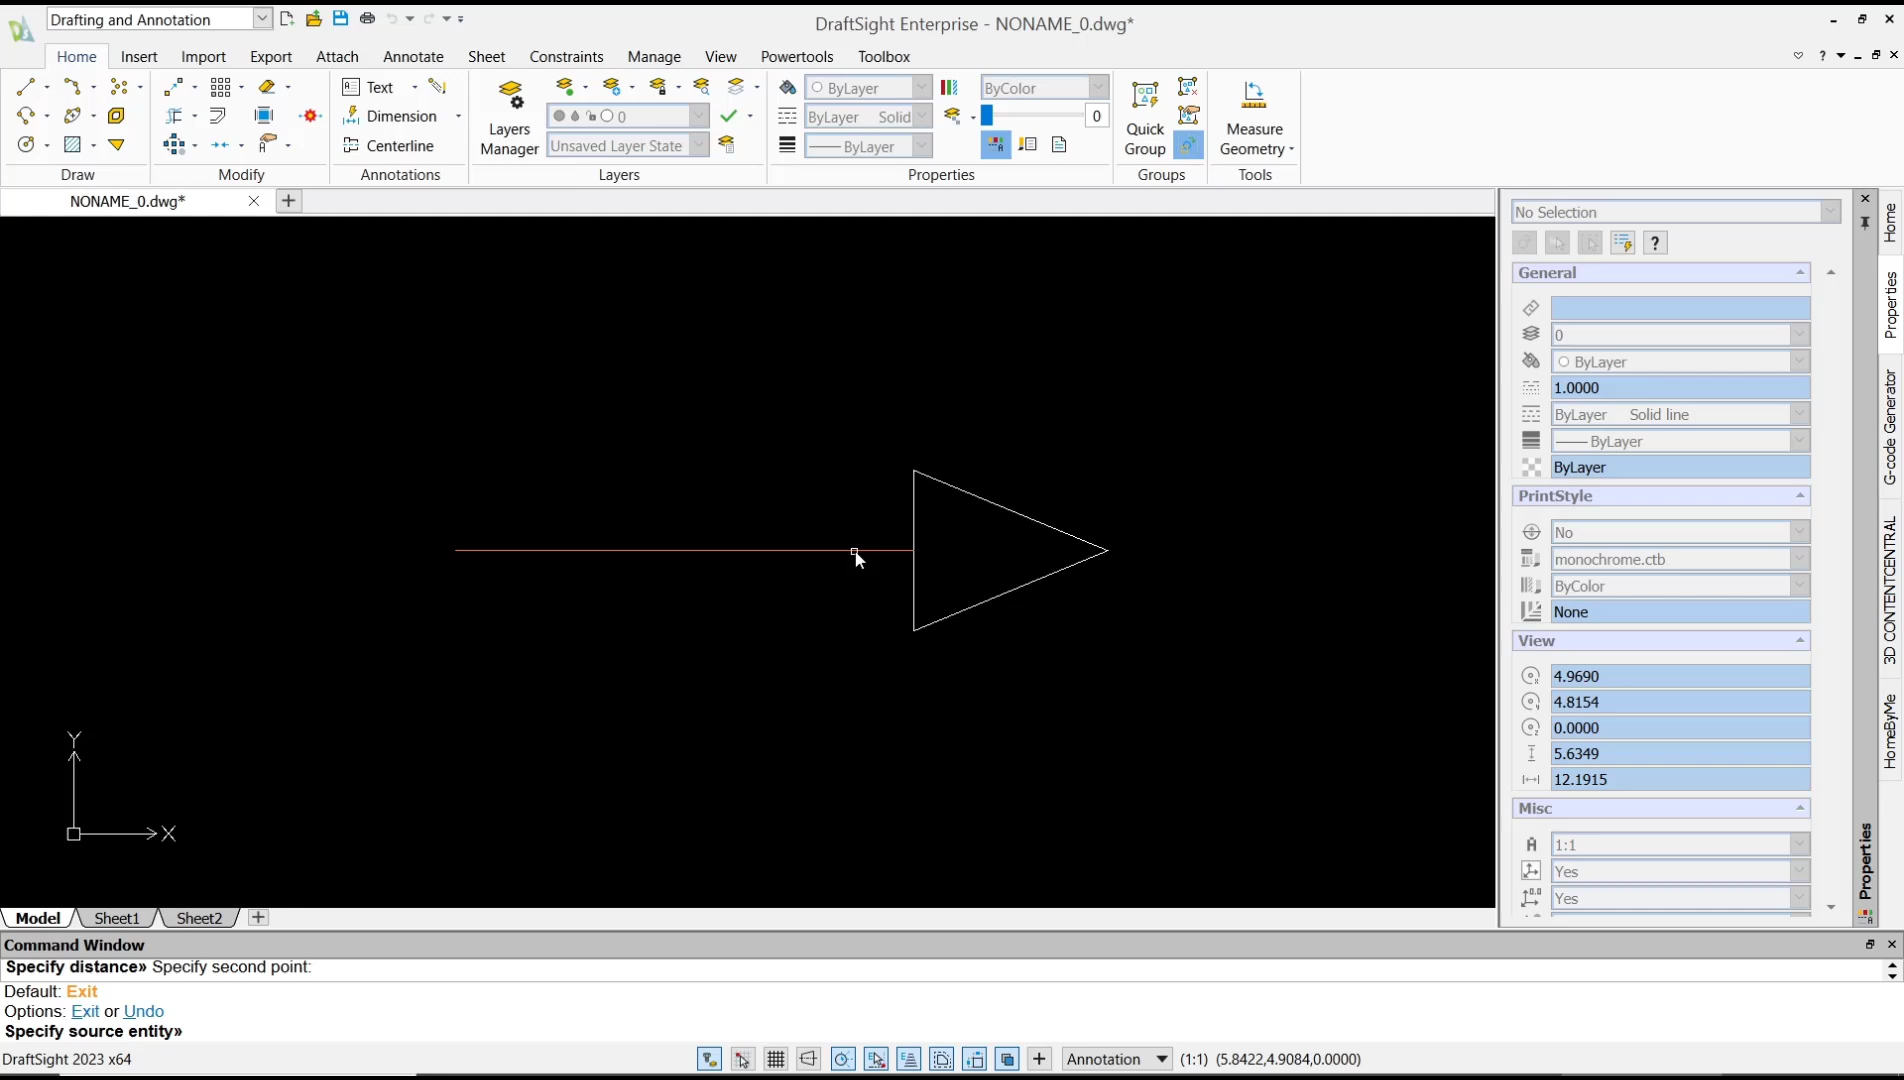 Drafting and Annotation
DraftSight Enterprise - NONAME_0.dwg*
Home Insert Import Export Attach Annotate Sheet Constraints Manage View Powertools Toolbox
Text
Dimension
Centerline
Layers
Manager
0
Unsaved Layer State
ByLayer
ByLayer Solid
ByLayer
ByColor
0
Quick
Group
Measure
Geometry
Draw Modify Annotations Layers Properties Groups Tools
NONAME_0.dwg*
Y
X
No Selection
General
0
ByLayer
1.0000
ByLayer Solid line
ByLayer
ByLayer
PrintStyle
No
monochrome.ctb
ByColor
None
View
4.9690
4.8154
0.0000
5.6349
12.1915
Misc
1:1
Yes
Yes
Properties
Home
Properties
G-code Generator
3D CONTENTCENTRAL
HomeByMe
Model Sheet1 Sheet2
Command Window
Specify distance» Specify second point:
Default: Exit
Options: Exit or Undo
Specify source entity»
DraftSight 2023 x64
Annotation (1:1) (5.8422,4.9084,0.0000)